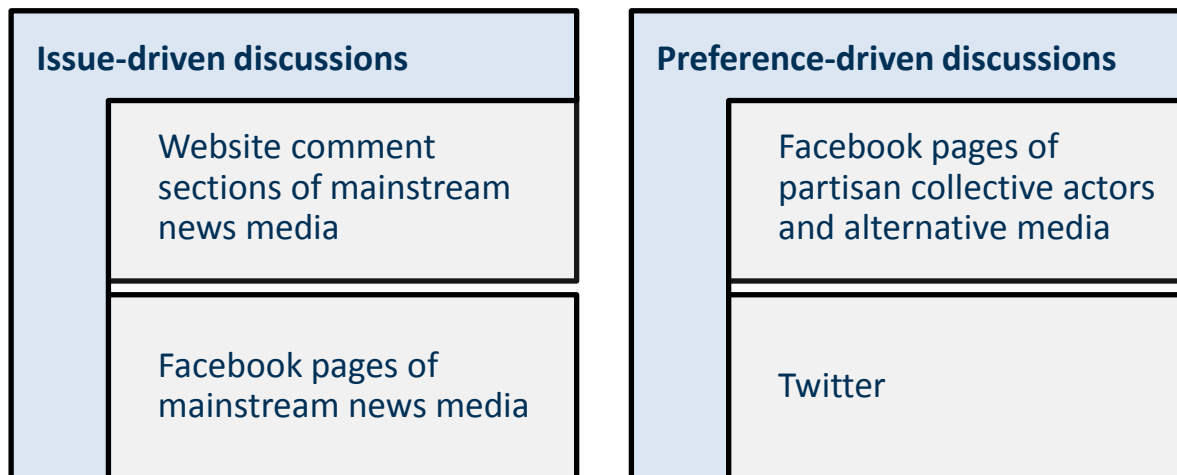 Issue-driven discussions
Website comment
sections of mainstream
news media
Facebook pages of
mainstream news media
Preference-driven discussions
Facebook pages of
partisan collective actors
and alternative media
Twitter